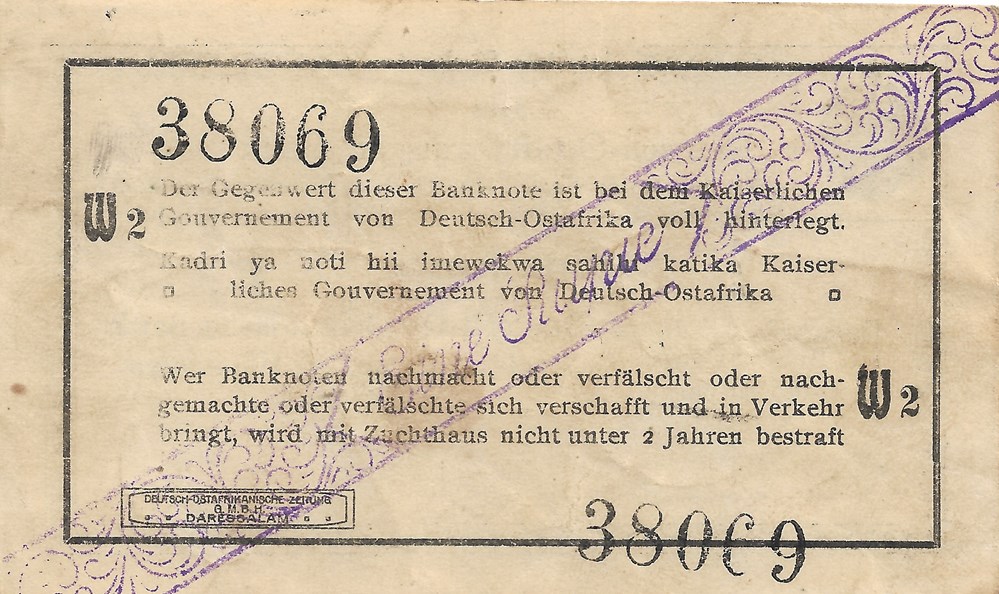 38069
W2
Der Gegenwert dieser Banknote ist bei dem Kaiserlichen
Gouvernement von Deutsch-Ostafrika voll hinterlegt.
Kadri ya noti hii imewekwa sahihi katika Kaiser-
liches Gouvernement von Deutsch-Ostafrika
Eine Rupie
Wer Banknoten nachmacht oder verfälscht oder nach-
gemachte oder verfälschte sich verschafft und in Verkehr
bringt, wird mit Zuchthaus nicht unter 2 Jahren bestraft
W2
DEUTSCH-OSTAFRIKANISCHE ZEITUNG
G.M.B.H.
DARESSALAM
38069